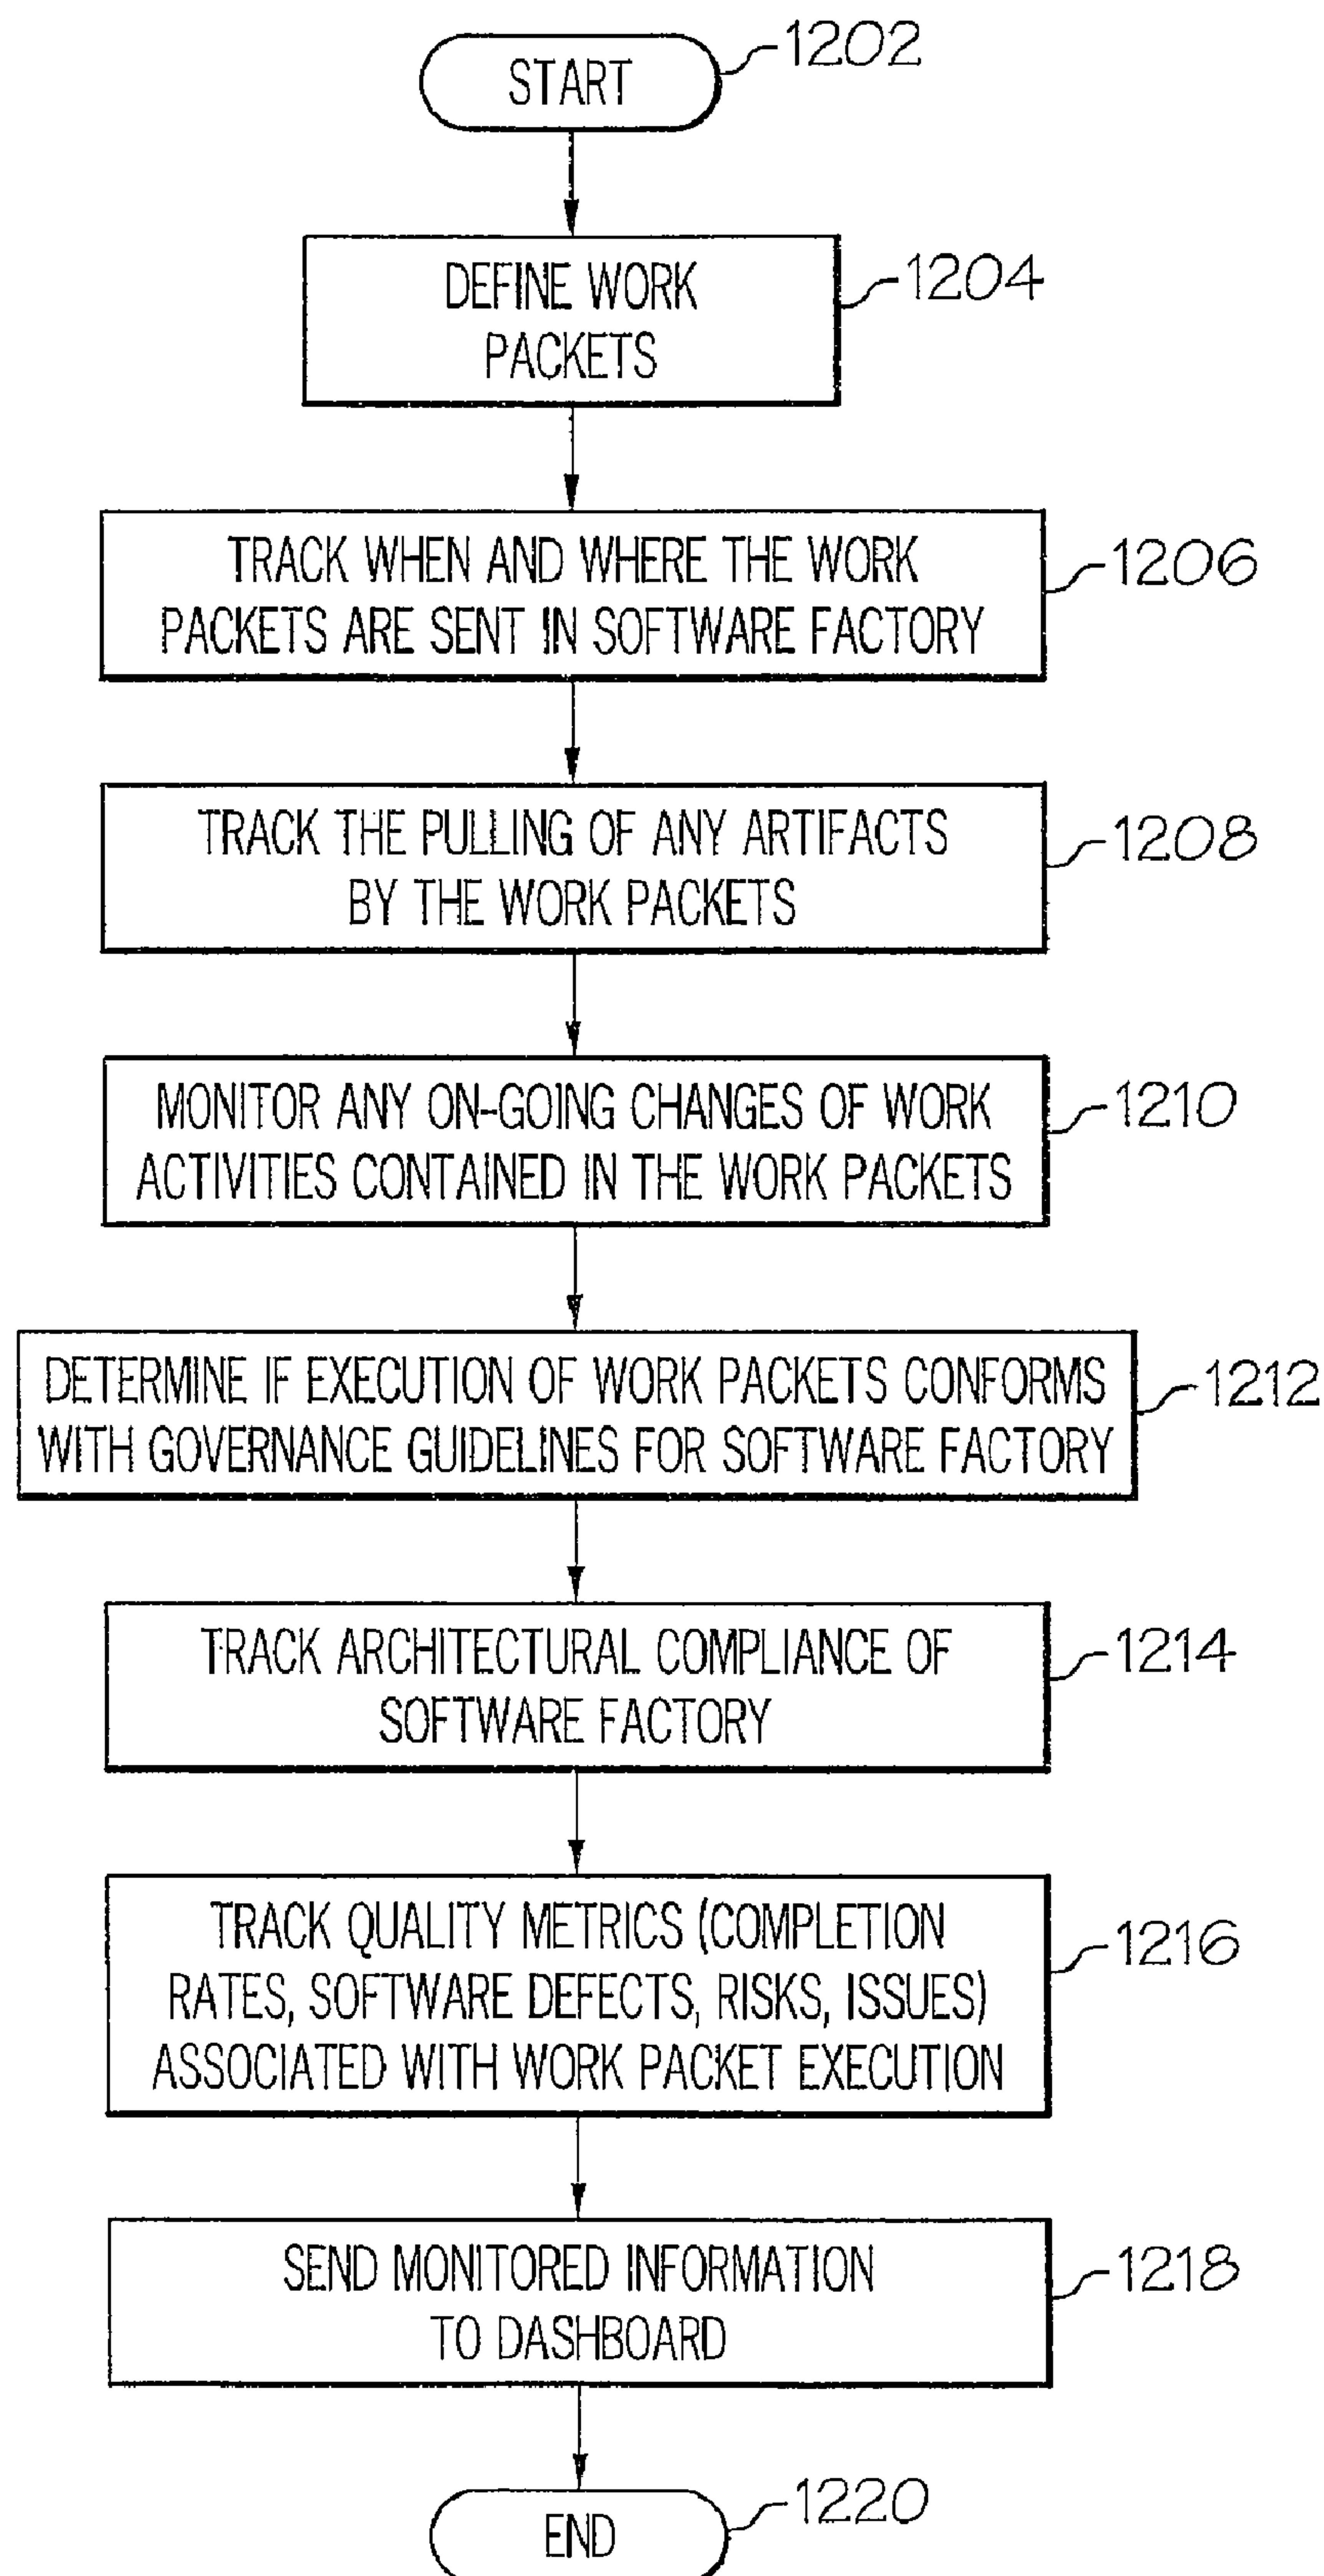 START
1202
DEFINE WORK
PACKETS
1204
TRACK WHEN AND WHERE THE WORK
PACKETS ARE SENT IN SOFTWARE FACTORY
1206
TRACK THE PULLING OF ANY ARTIFACTS
BY THE WORK PACKETS
1208
MONITOR ANY ON-GOING CHANGES OF WORK
ACTIVITIES CONTAINED IN THE WORK PACKETS
1210
DETERMINE IF EXECUTION OF WORK PACKETS CONFORMS
WITH GOVERNANCE GUIDELINES FOR SOFTWARE FACTORY
1212
TRACK ARCHITECTURAL COMPLIANCE OF
SOFTWARE FACTORY
1214
TRACK QUALITY METRICS (COMPLETION
RATES, SOFTWARE DEFECTS, RISKS, ISSUES)
ASSOCIATED WITH WORK PACKET EXECUTION
1216
SEND MONITORED INFORMATION
TO DASHBOARD
1218
END
1220